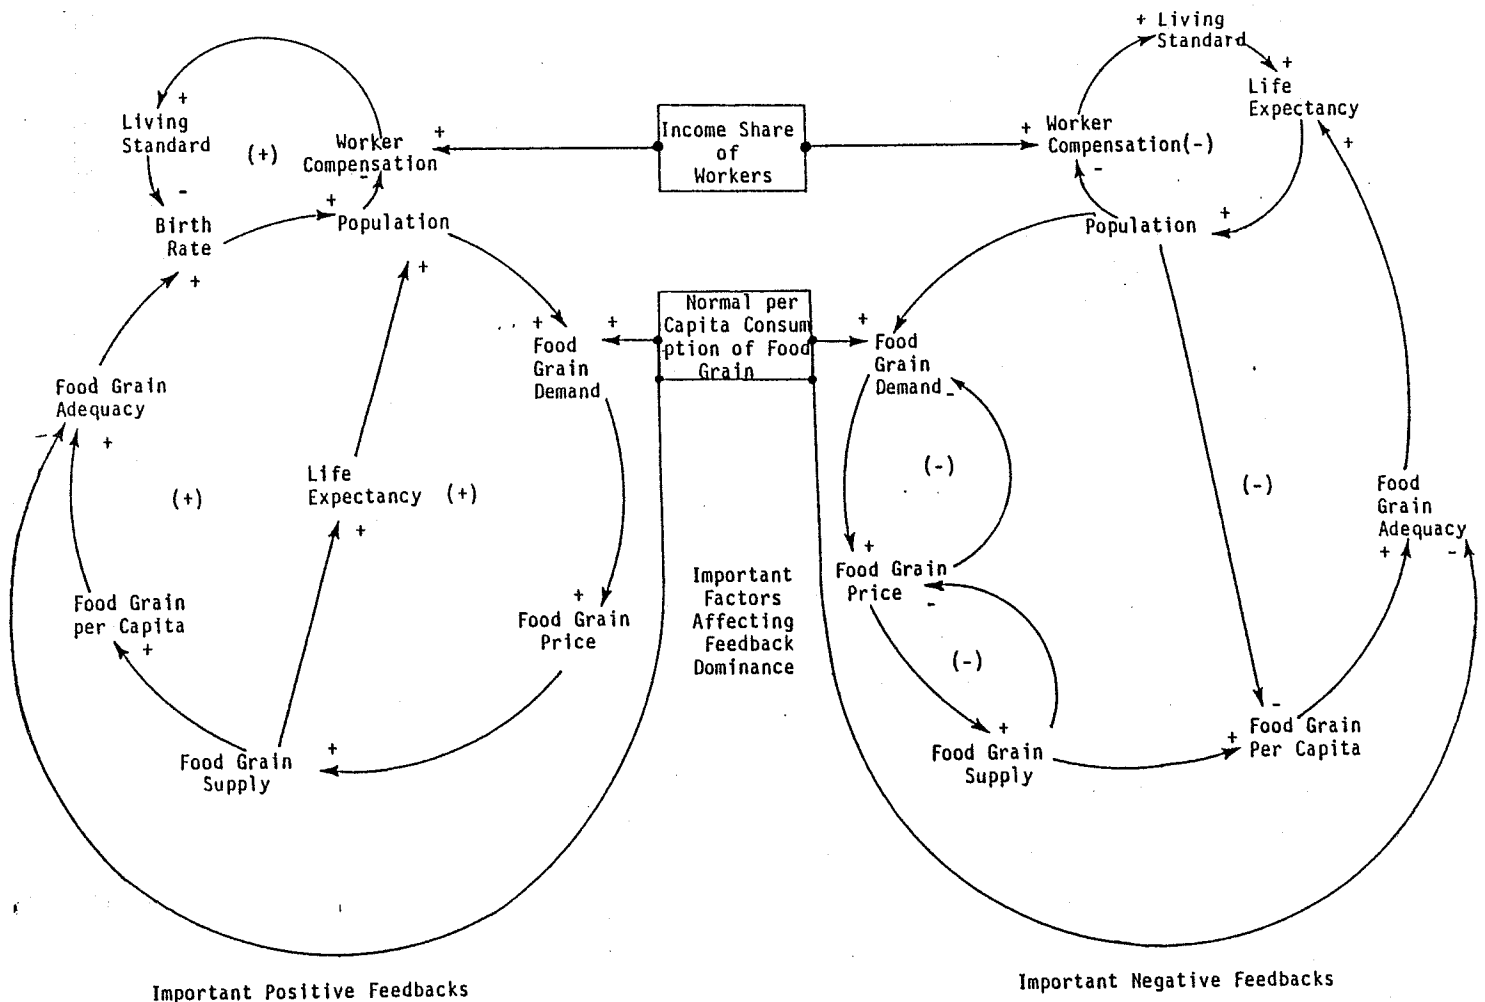 + Living
Standard
+
Life
Expectancy
+
+
Living
Standard
(+)
-
Worker
Compensation
-
+
Income Share
of
Workers
+
Worker
Compensation(-)
-
Birth
Rate
+
+
Population
+
Population
+
Normal per
Capita Consum
ption of Food
Grain
+
Food
Grain
Demand
+
+
Food
Grain
Demand
-
Food Grain
Adequacy
-
+
(+)
Life
Expectancy
+
(+)
(-)
(-)
Food
Grain
Adequacy
+
-
Food Grain
per Capita
+
+
Food Grain
Price
Important
Factors
Affecting
Feedback
Dominance
+
Food Grain
Price
-
(-)
Food Grain
Supply
+
+
Food Grain
Supply
+
-
Food Grain
Per Capita
Important Positive Feedbacks
Important Negative Feedbacks